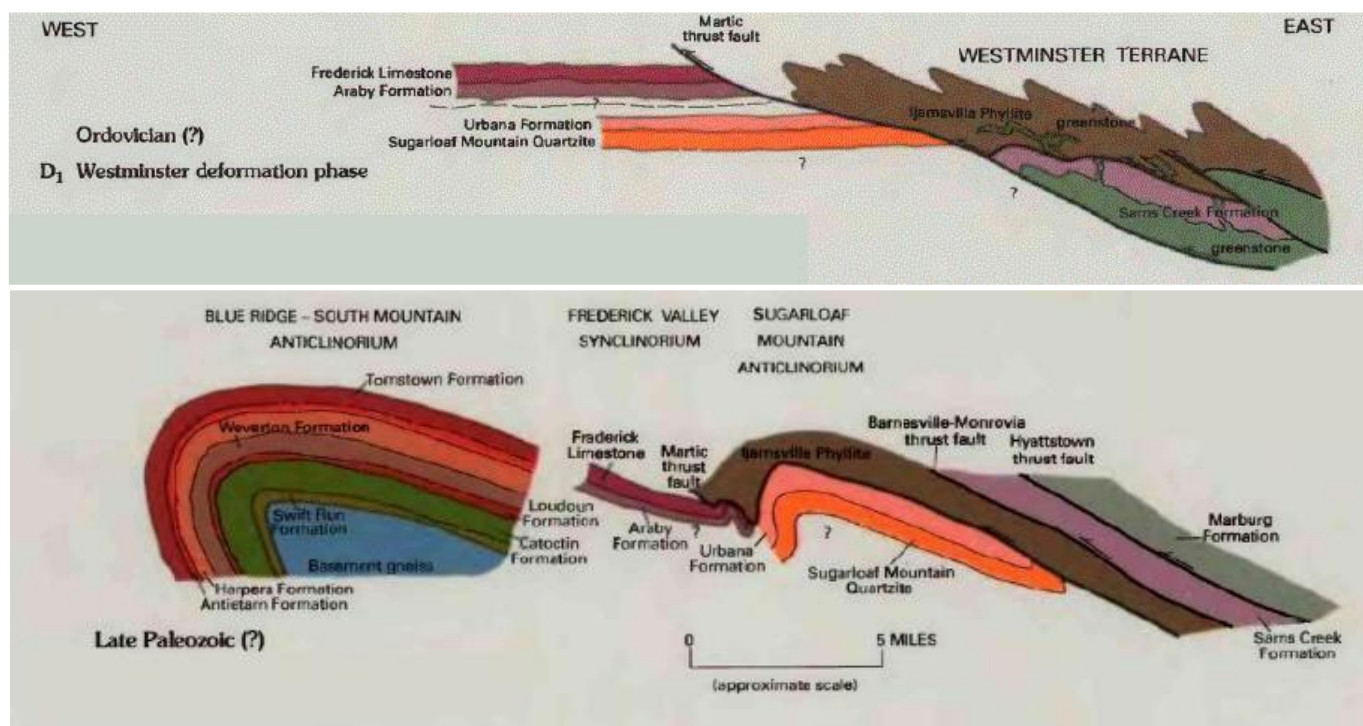 WEST
EAST
Martic
thrust fault
WESTMINSTER TERRANE
Frederick Limestone
Araby Formation
?
Urbana Formation
Sugarloaf Mountain Quartzite
Ijamsville Phyllite
greenstone
Ordovician (?)
?
?
D₁ Westminster deformation phase
Sams Creek Formation
greenstone
BLUE RIDGE – SOUTH MOUNTAIN
ANTICLINORIUM
FREDERICK VALLEY
SYNCLINORIUM
SUGARLOAF
MOUNTAIN
ANTICLINORIUM
Tomstown Formation
Weverton Formation
Frederick
Limestone
Martic
thrust
fault
Ijamsville Phyllite
Barnesville-Monrovia
thrust fault
Hyattstown
thrust fault
Swift Run
Formation
Loudoun
Formation
Catoctin
Formation
Basement gneiss
Araby
Formation
?
Urbana
Formation
?
Sugarloaf Mountain
Quartzite
Marburg
Formation
Harpers Formation
Antietam Formation
Sams Creek
Formation
Late Paleozoic (?)
0
5 MILES
(approximate scale)